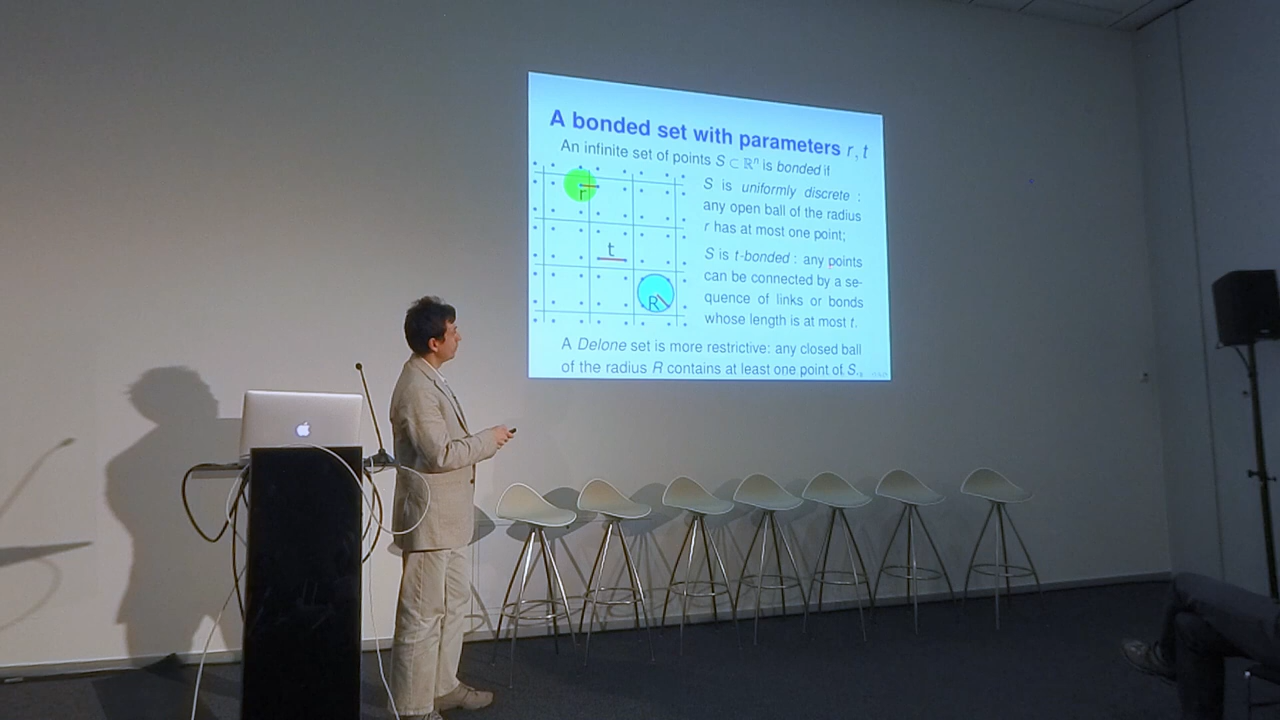 A bonded set with parameters r, t
An infinite set of points S ⊂ ℝⁿ is bonded if
S is uniformly discrete :
any open ball of the radius
r has at most one point;
r
t
S is t-bonded : any points
can be connected by a se-
quence of links or bonds
whose length is at most t.
R
A Delone set is more restrictive: any closed ball
of the radius R contains at least one point of S.